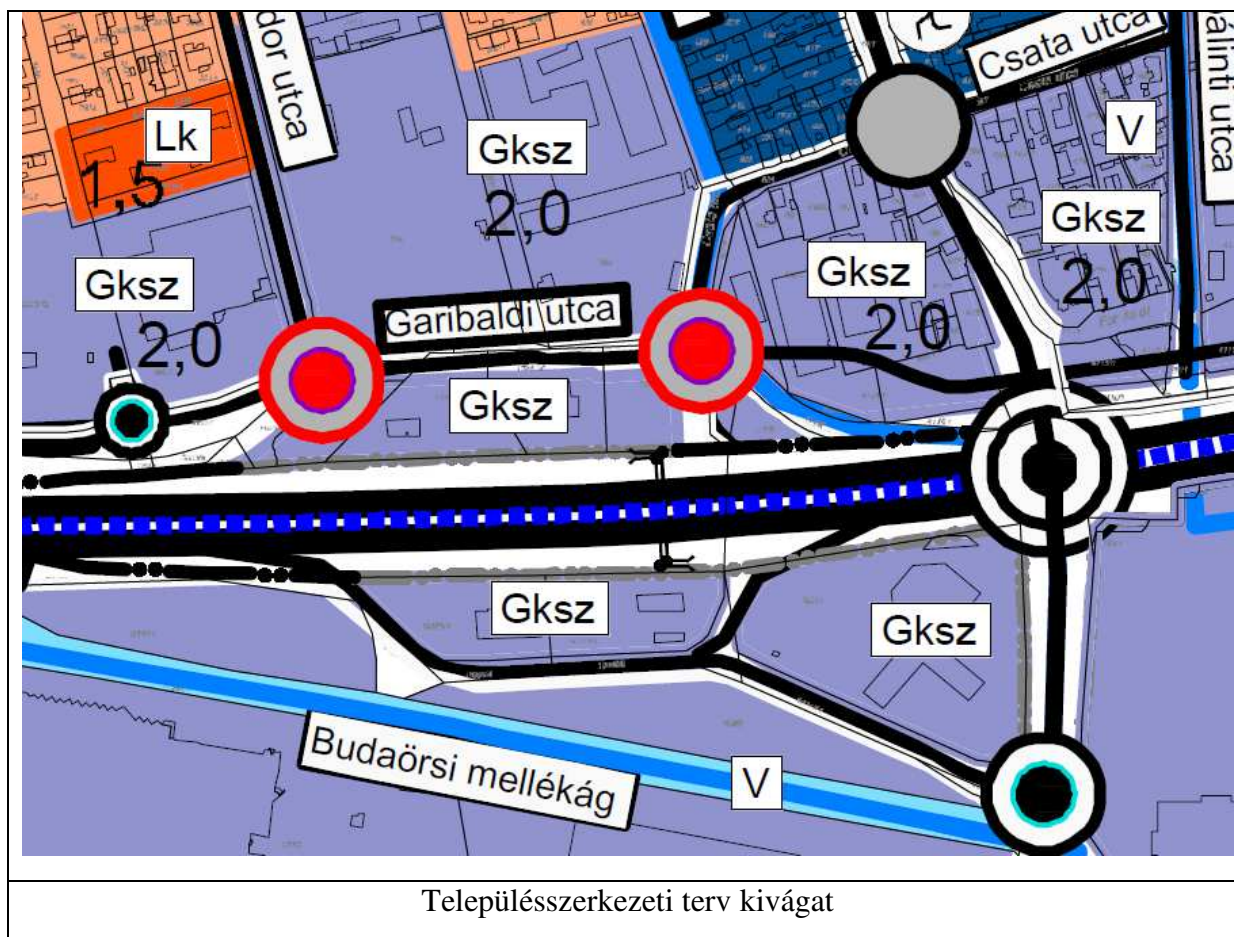 dor utca
Csata utca
bálinti utca
Lk
1,5
Gksz
2,0
V
Gksz
2,0
Gksz
2,0
Gksz
2,0
Garibaldi utca
Gksz
Gksz
Gksz
Budaörsi mellékág
V
Településszerkezeti terv kivágat